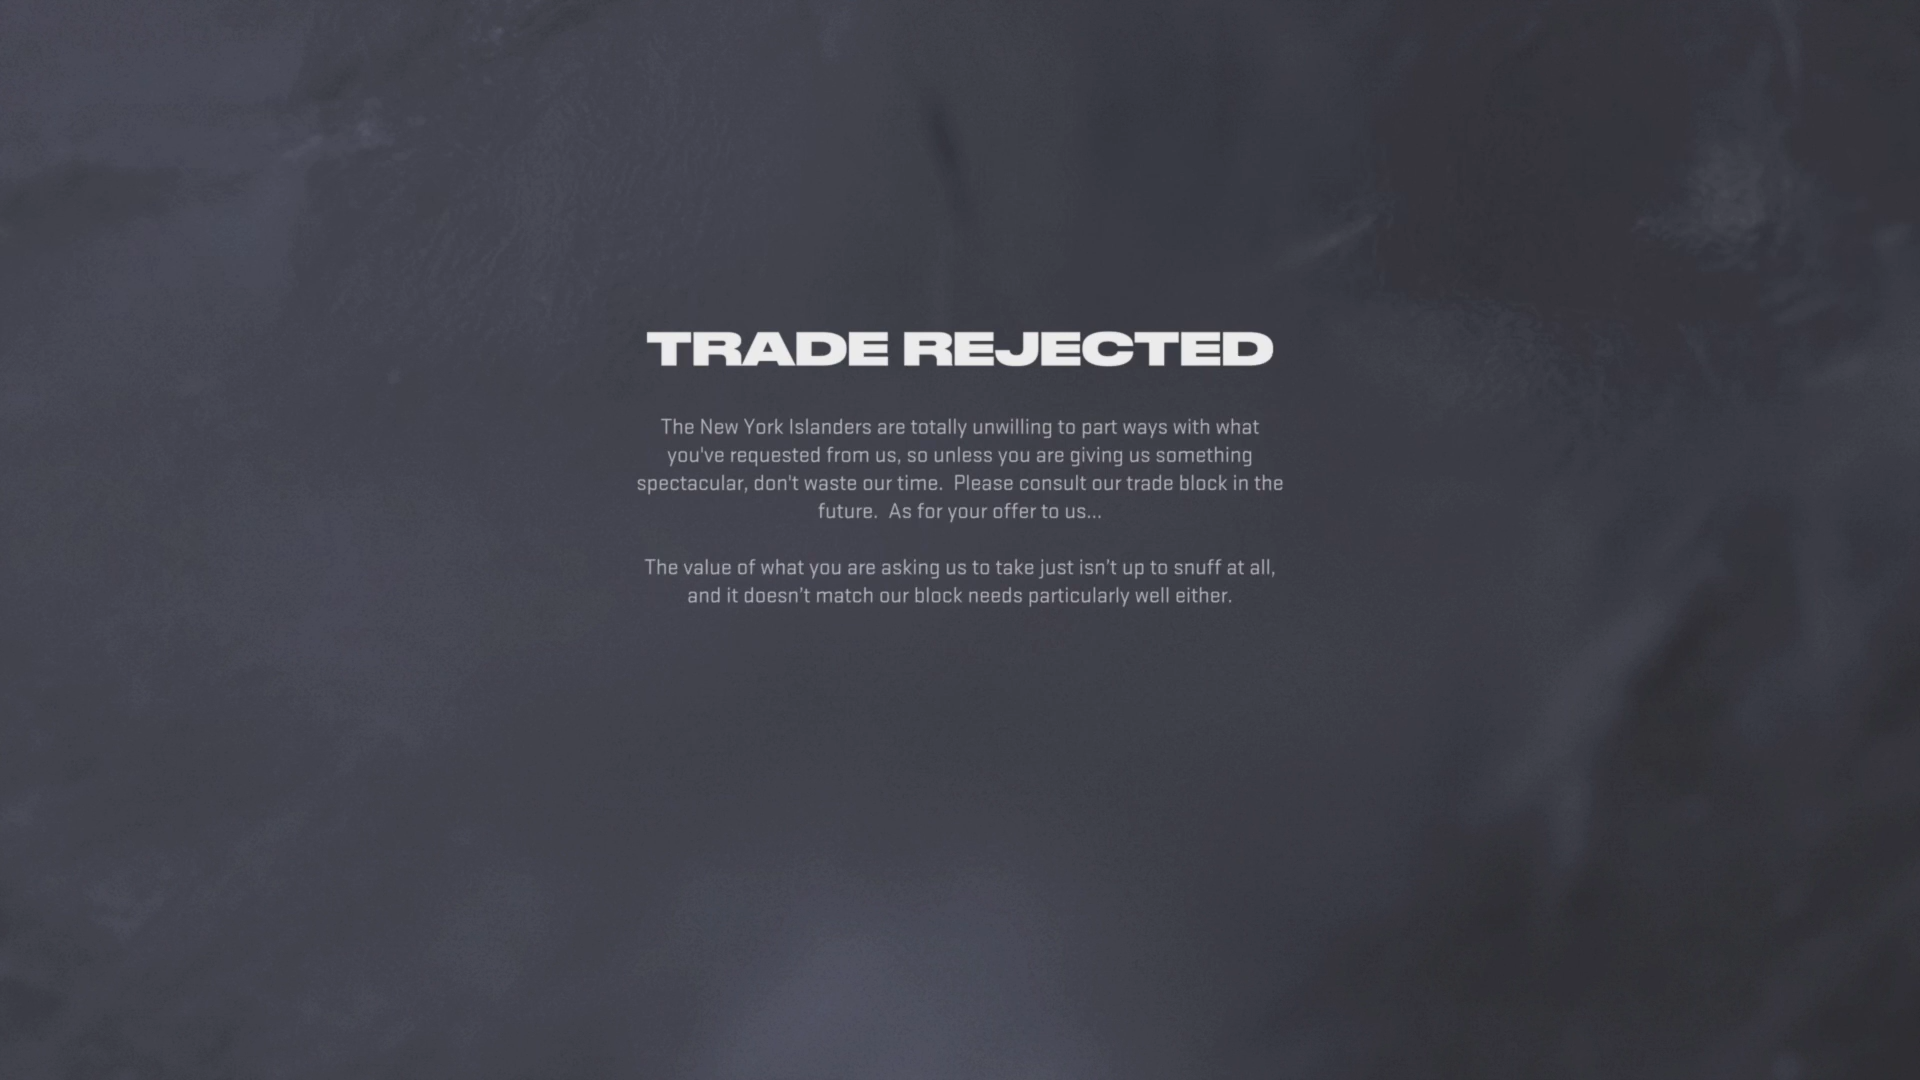 TRADE REJECTED
The New York Islanders are totally unwilling to part ways with what
you've requested from us, so unless you are giving us something
spectacular, don't waste our time.  Please consult our trade block in the
future.  As for your offer to us...
The value of what you are asking us to take just isn’t up to snuff at all,
and it doesn’t match our block needs particularly well either.